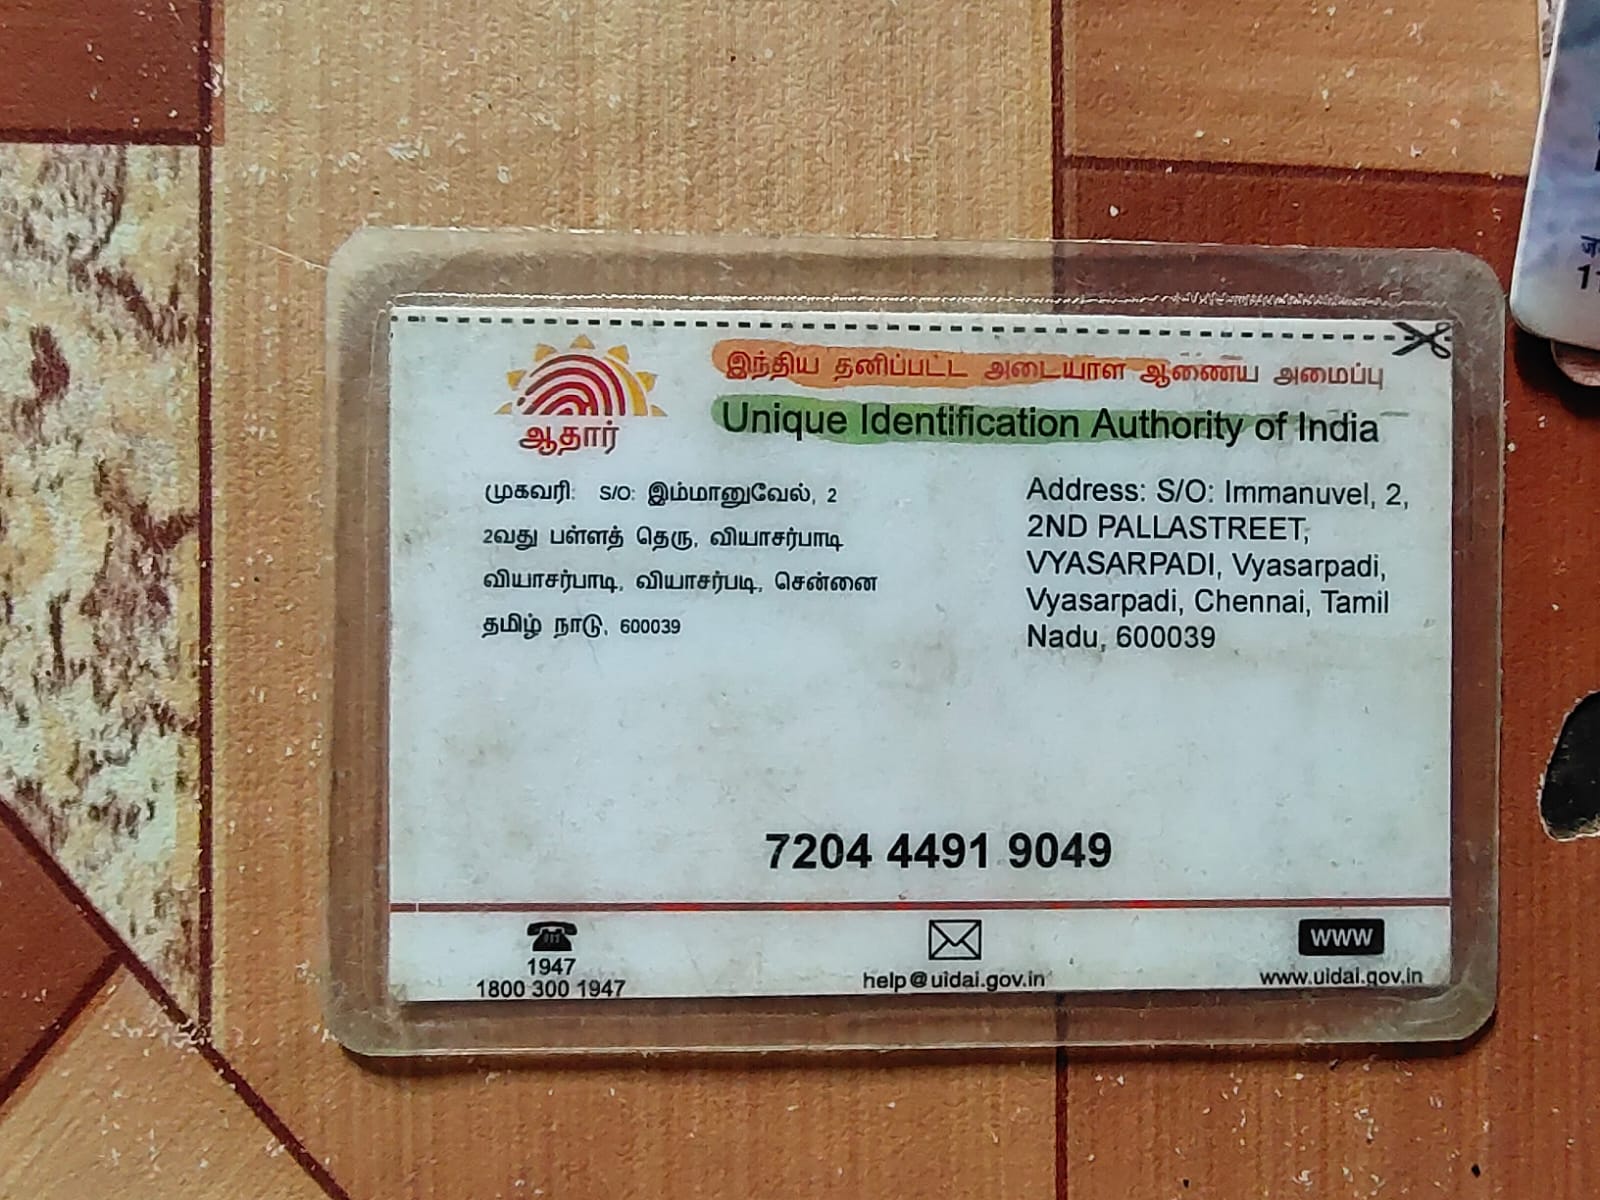 இந்திய தனிப்பட்ட அடையாள ஆணைய அமைப்பு
Unique Identification Authority of India
ஆதார்
முகவரி: S/O: இம்மானுவேல், 2
2வது பள்ளத் தெரு, வியாசர்பாடி
வியாசர்பாடி, வியாசர்படி, சென்னை
தமிழ் நாடு, 600039
Address: S/O: Immanuvel, 2,
2ND PALLASTREET,
VYASARPADI, Vyasarpadi,
Vyasarpadi, Chennai, Tamil
Nadu, 600039
7204 4491 9049
1947
1800 300 1947
help@uidai.gov.in
WWW
www.uidai.gov.in